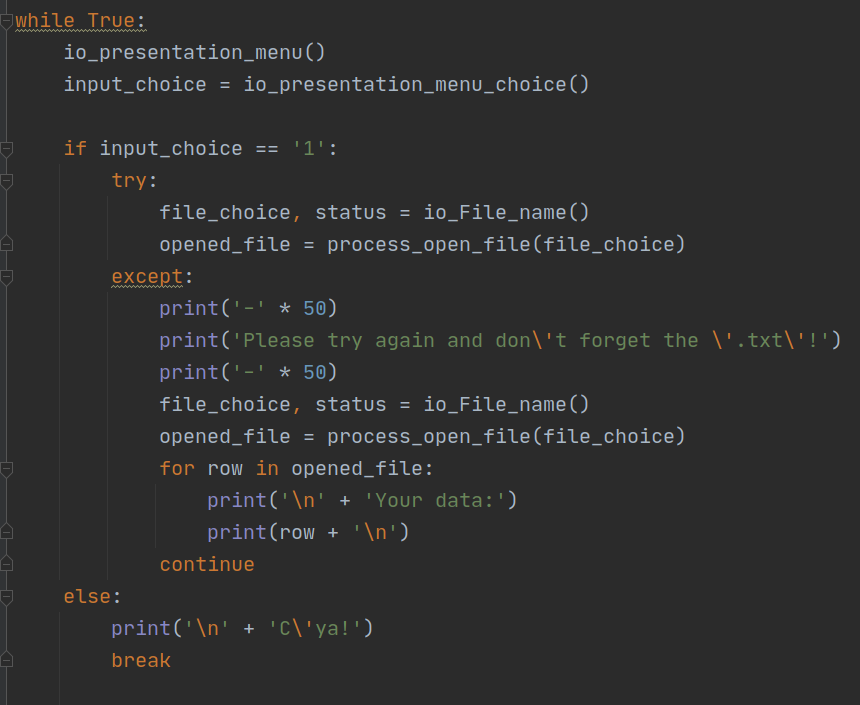 while True:
    io_presentation_menu()
    input_choice = io_presentation_menu_choice()

    if input_choice == '1':
        try:
            file_choice, status = io_File_name()
            opened_file = process_open_file(file_choice)
        except:
            print('-' * 50)
            print('Please try again and don\'t forget the \'.txt\'!')
            print('-' * 50)
            file_choice, status = io_File_name()
            opened_file = process_open_file(file_choice)
            for row in opened_file:
                print('\n' + 'Your data:')
                print(row + '\n')
            continue
    else:
        print('\n' + 'C\'ya!')
        break